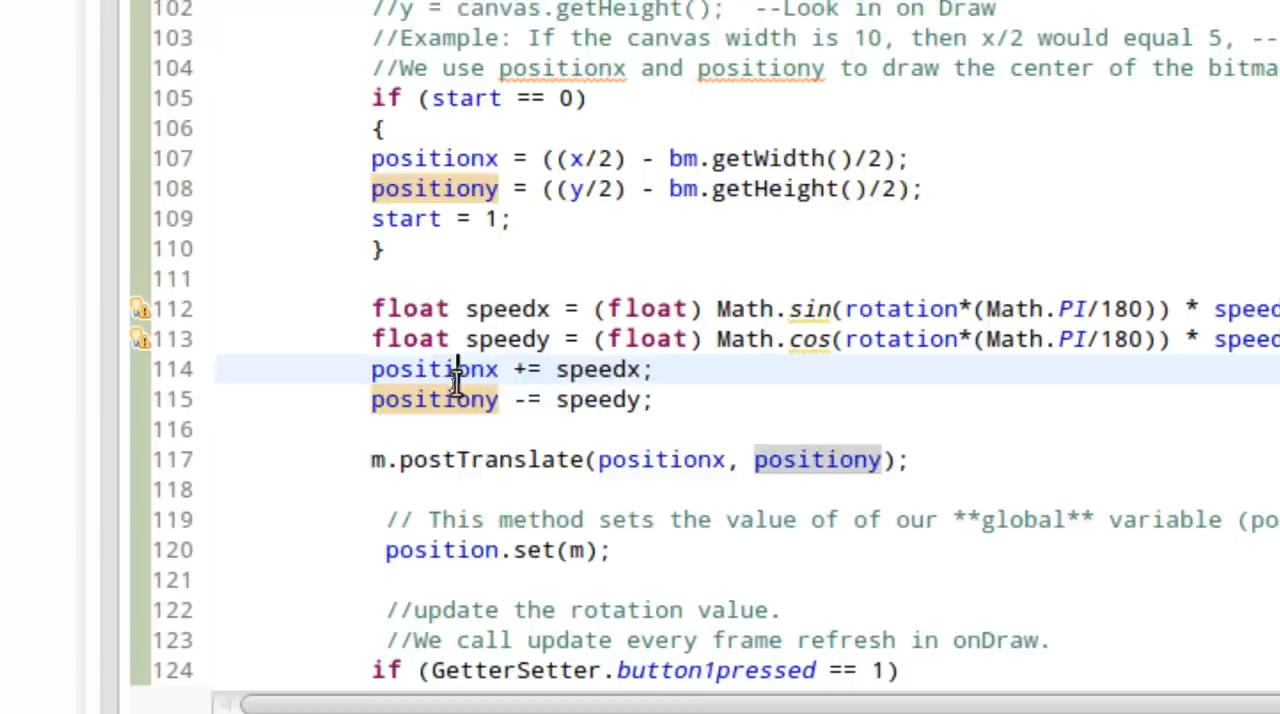 102 //y = canvas.getHeight(); --Look in on Draw
103 //Example: If the canvas width is 10, then x/2 would equal 5, --
104 //We use positionx and positiony to draw the center of the bitma
105 if (start == 0)
106 {
107 positionx = ((x/2) - bm.getWidth()/2);
108 positiony = ((y/2) - bm.getHeight()/2);
109 start = 1;
110 }
111
112 float speedx = (float) Math.sin(rotation*(Math.PI/180)) * speed
113 float speedy = (float) Math.cos(rotation*(Math.PI/180)) * speed
114 positionx += speedx;
115 positiony -= speedy;
116
117 m.postTranslate(positionx, positiony);
118
119 // This method sets the value of of our **global** variable (po
120 position.set(m);
121
122 //update the rotation value.
123 //We call update every frame refresh in onDraw.
124 if (GetterSetter.button1pressed == 1)